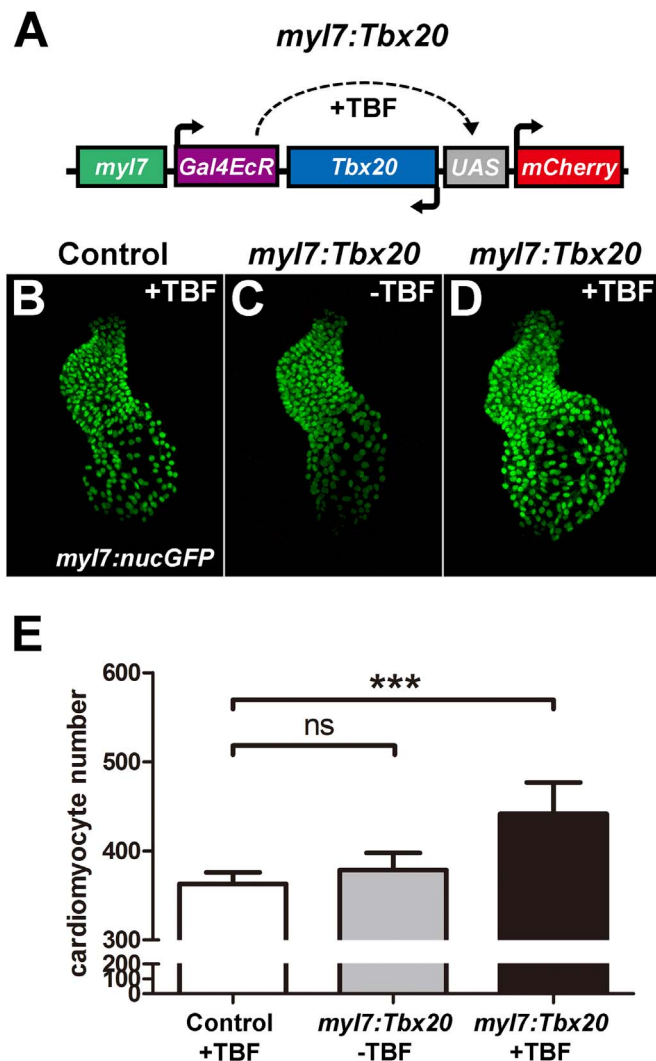 A
myl7:Tbx20
+TBF
myl7 Gal4EcR Tbx20 UAS mCherry
Control myl7:Tbx20 myl7:Tbx20
B +TBF C -TBF D +TBF
myl7:nucGFP
E
600
***
ns
500
400
300
200
100
0
cardiomyocyte number
Control myl7:Tbx20 myl7:Tbx20
+TBF -TBF +TBF